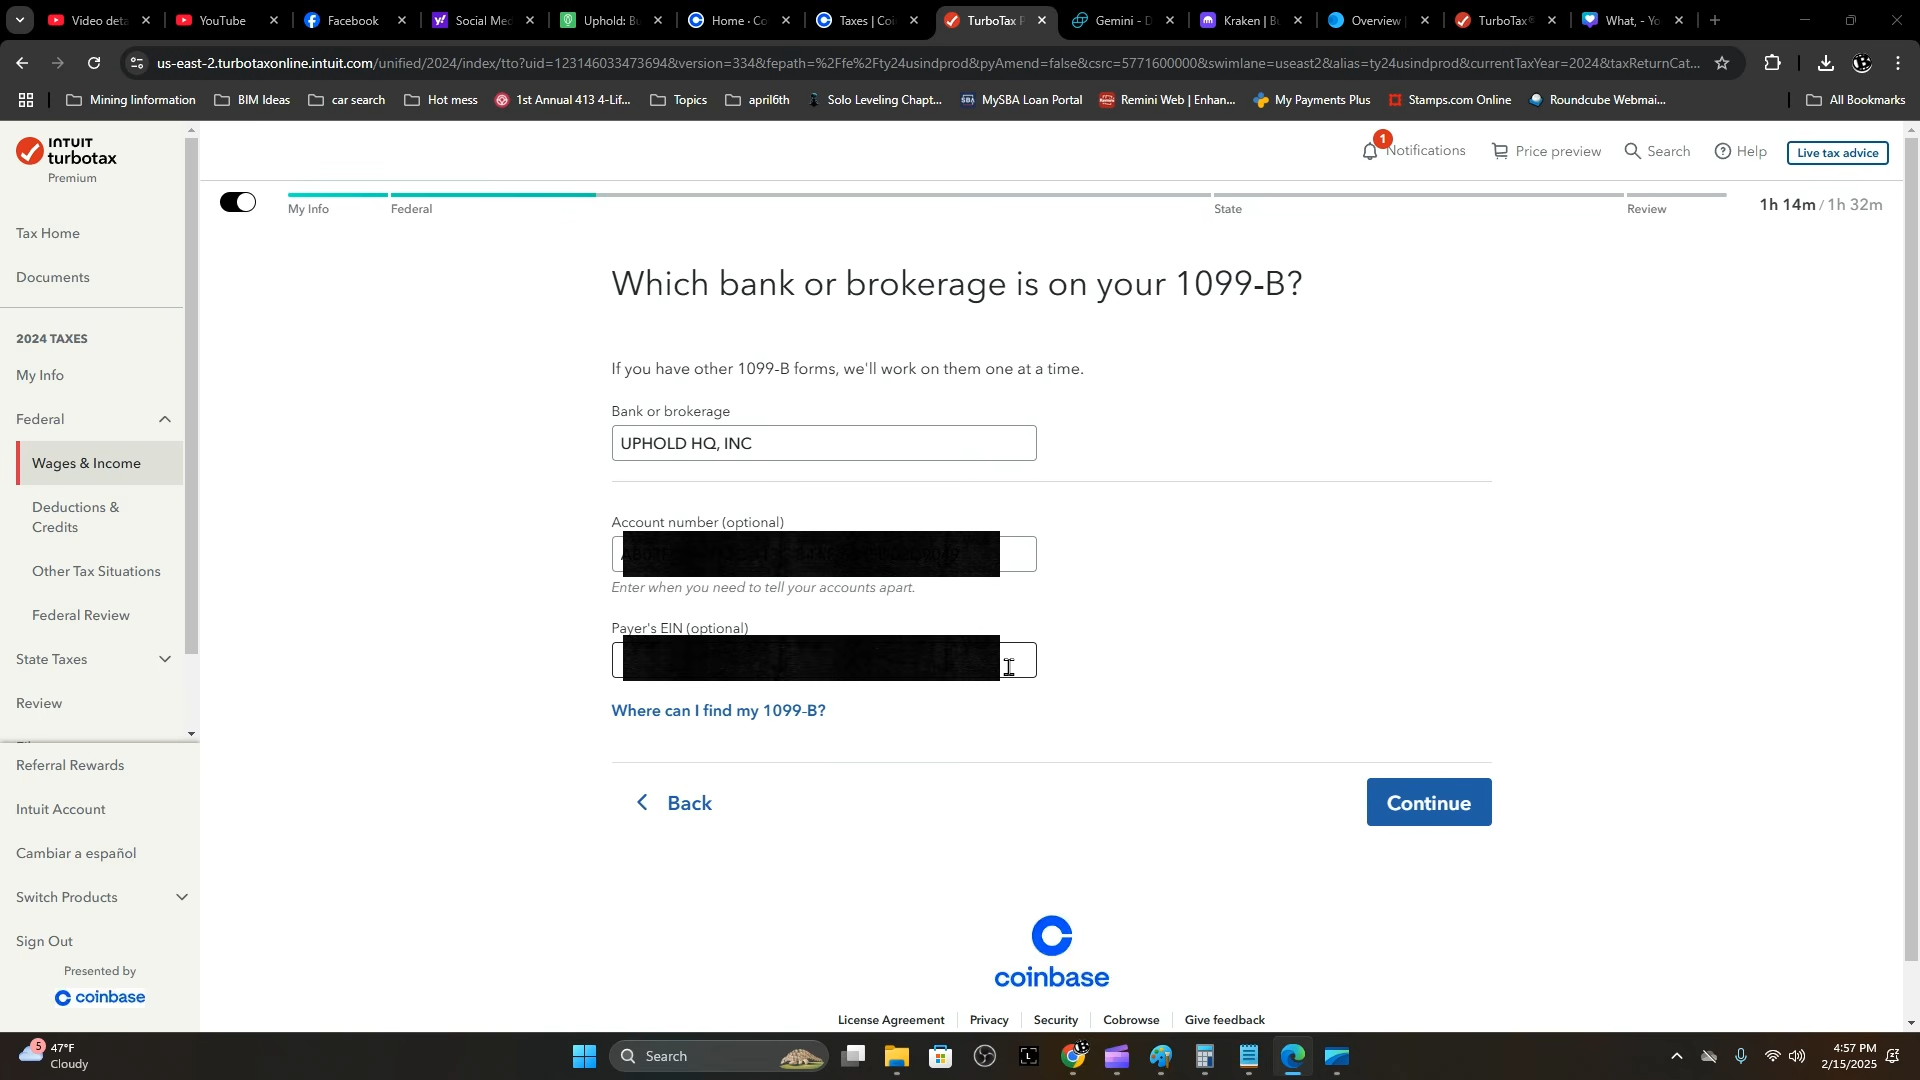 Video deta
YouTube
Facebook
Social Med
Uphold: Bu
Home · Co
Taxes | Coi
TurboTax P
Gemini - D
Kraken | B
Overview |
TurboTax®
What, - Yo
us-east-2.turbotaxonline.intuit.com/unified/2024/index/tto?uid=123146033473694&version=334&fepath=%2Ffe%2Fty24usindprod&pyAmend=false&csrc=5771600000&swimlane=useast2&alias=ty24usindprod&currentTaxYear=2024&taxReturnCat...
Mining Iinformation
BIM Ideas
car search
Hot mess
1st Annual 413 4-Lif...
Topics
april6th
Solo Leveling Chapt...
MySBA Loan Portal
Remini Web | Enhan...
My Payments Plus
Stamps.com Online
Roundcube Webmai...
All Bookmarks
INTUIT
turbotax
Premium
1
Notifications
Price preview
Search
Help
Live tax advice
My Info
Federal
State
Review
1h 14m / 1h 32m
Tax Home
Documents
2024 TAXES
My Info
Federal
Wages & Income
Deductions &
Credits
Other Tax Situations
Federal Review
State Taxes
Review
Referral Rewards
Intuit Account
Cambiar a español
Switch Products
Sign Out
Presented by
coinbase
Which bank or brokerage is on your 1099-B?
If you have other 1099-B forms, we'll work on them one at a time.
Bank or brokerage
UPHOLD HQ, INC
Account number (optional)
Enter when you need to tell your accounts apart.
Payer's EIN (optional)
Where can I find my 1099-B?
Back
Continue
coinbase
License Agreement
Privacy
Security
Cobrowse
Give feedback
5
47°F
Cloudy
Search
4:57 PM
2/15/2025